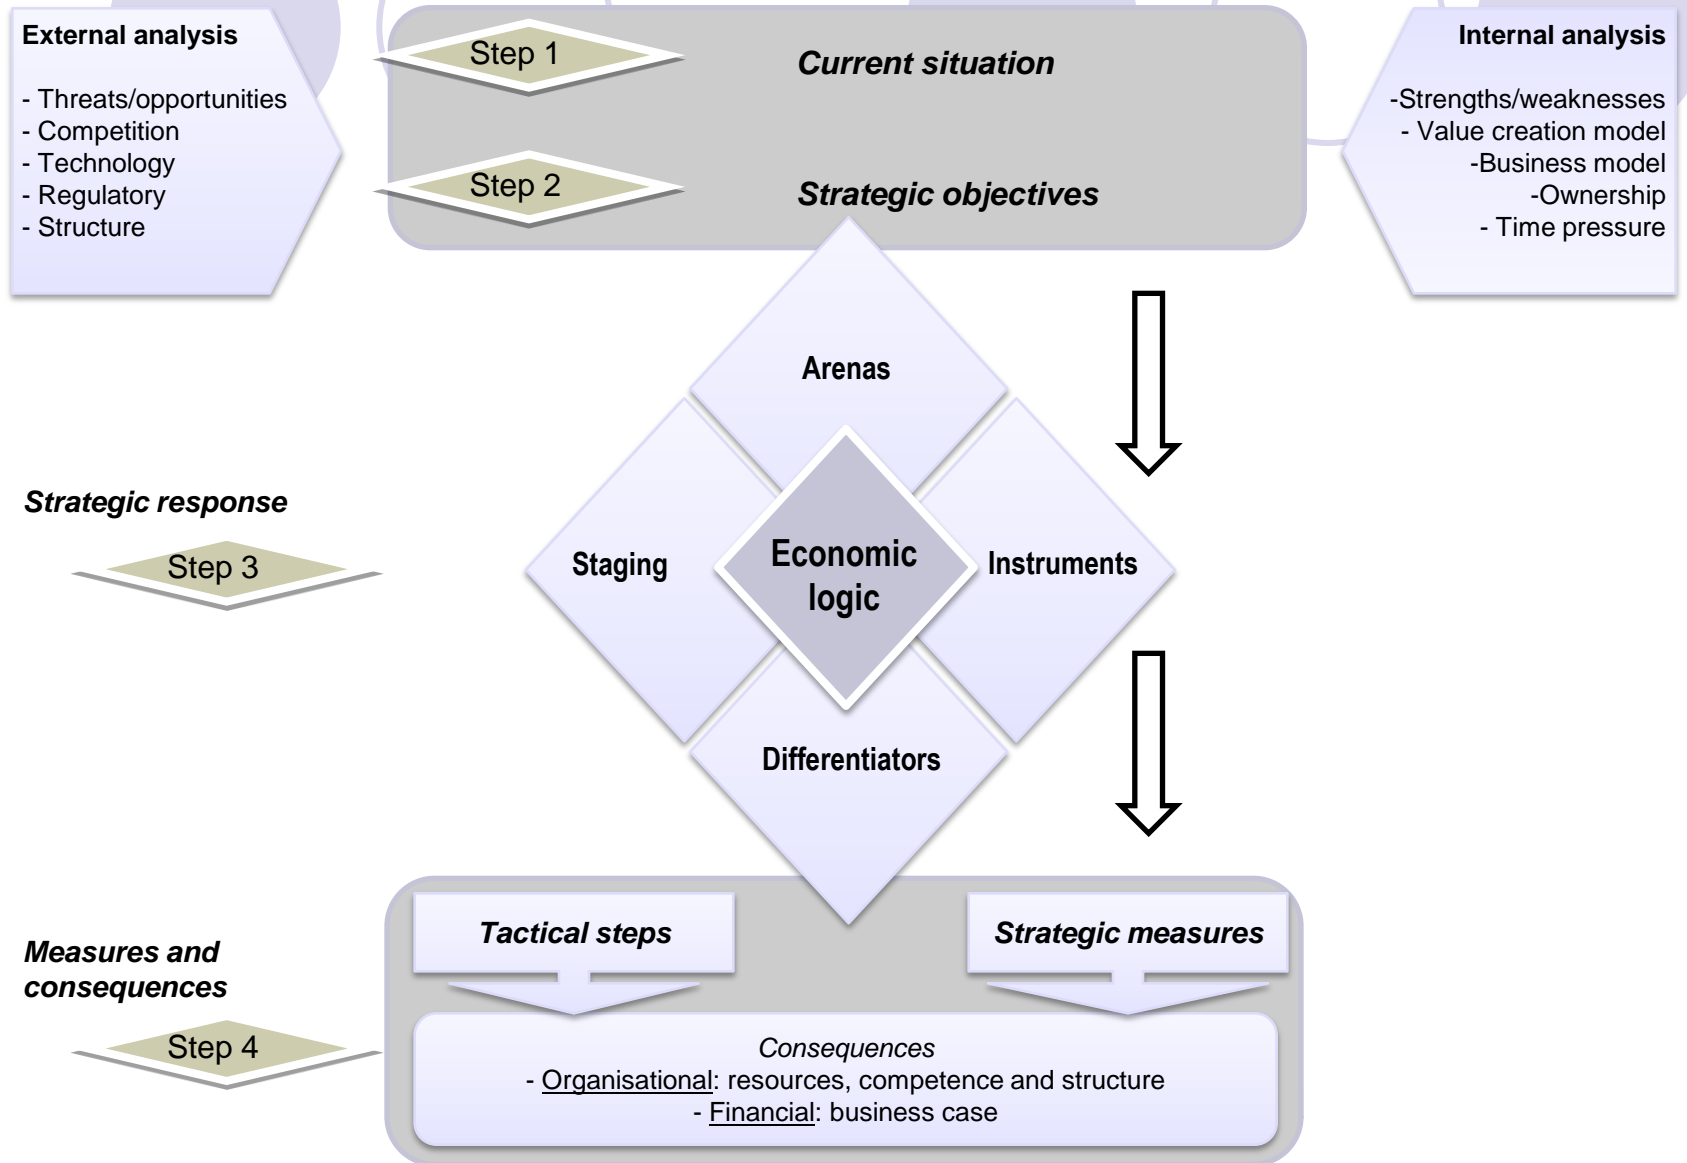 External analysis
- Threats/opportunities
- Competition
- Technology
- Regulatory
- Structure
Step 1
Current situation
Step 2
Strategic objectives
Internal analysis
-Strengths/weaknesses
- Value creation model
-Business model
-Ownership
- Time pressure
Arenas
Strategic response
Step 3
Staging
Economic
logic
Instruments
Differentiators
Measures and
consequences
Step 4
Tactical steps
Strategic measures
Consequences
- Organisational: resources, competence and structure
- Financial: business case